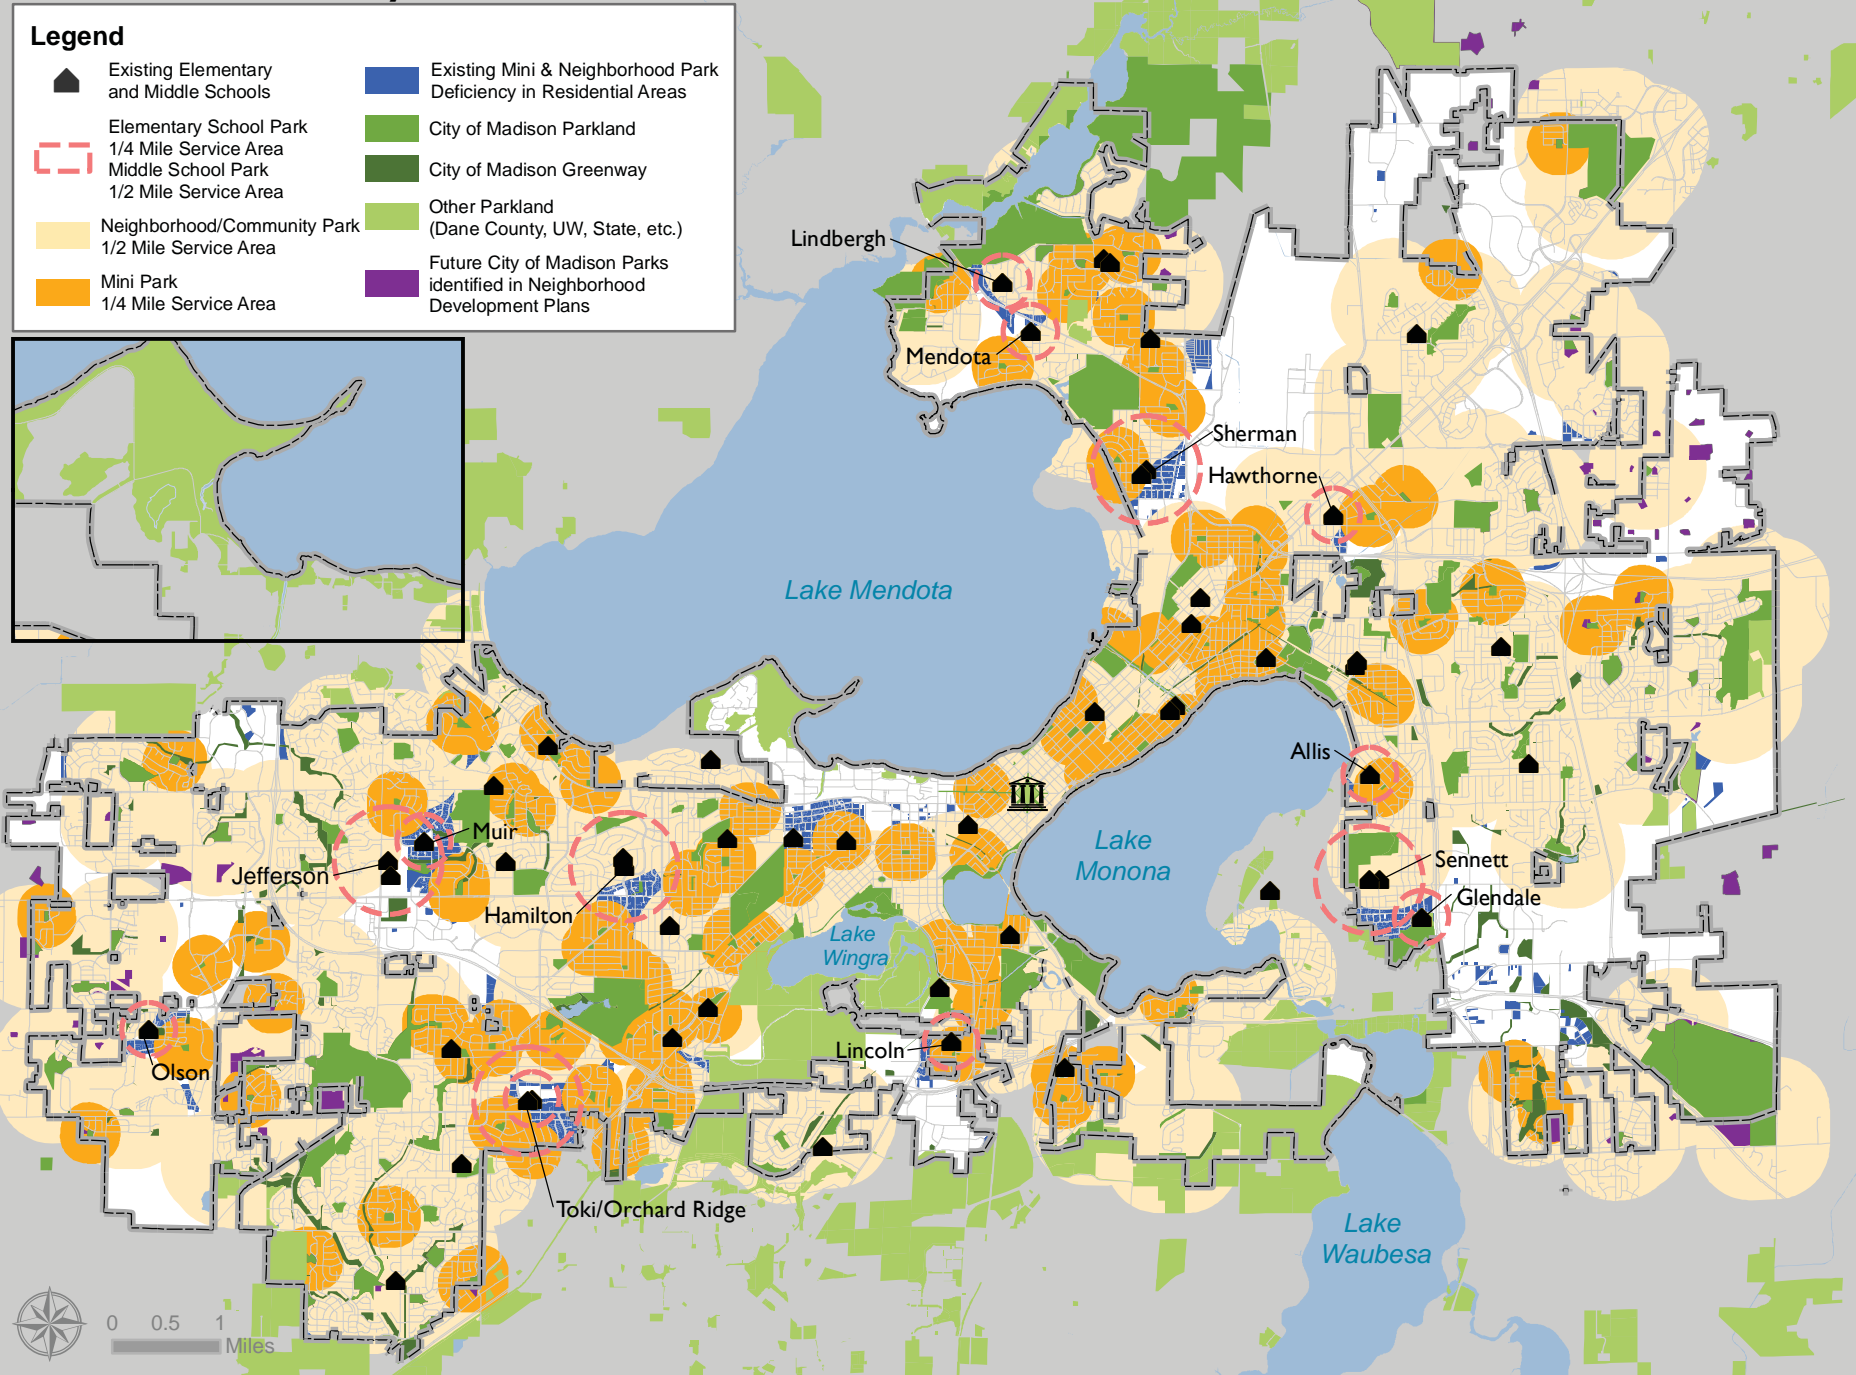 Legend
Existing Elementary
and Middle Schools
Elementary School Park
1/4 Mile Service Area
Middle School Park
1/2 Mile Service Area
Neighborhood/Community Park
1/2 Mile Service Area
Mini Park
1/4 Mile Service Area
Existing Mini & Neighborhood Park
Deficiency in Residential Areas
City of Madison Parkland
City of Madison Greenway
Other Parkland
(Dane County, UW, State, etc.)
Future City of Madison Parks
identified in Neighborhood
Development Plans
Lindbergh
Mendota
Sherman
Hawthorne
Lake Mendota
Allis
Muir
Jefferson
Hamilton
Lake
Monona
Sennett
Glendale
Lake
Wingra
Lincoln
Olson
Toki/Orchard Ridge
Lake
Waubesa
0 0.5 1
Miles